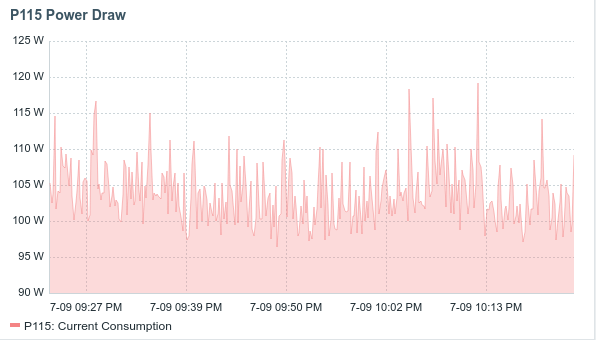 P115 Power Draw
125 W
120 W
115 W
110 W
105 W
100 W
95 W
90 W
7-09 09:27 PM 7-09 09:39 PM 7-09 09:50 PM 7-09 10:02 PM 7-09 10:13 PM
P115: Current Consumption